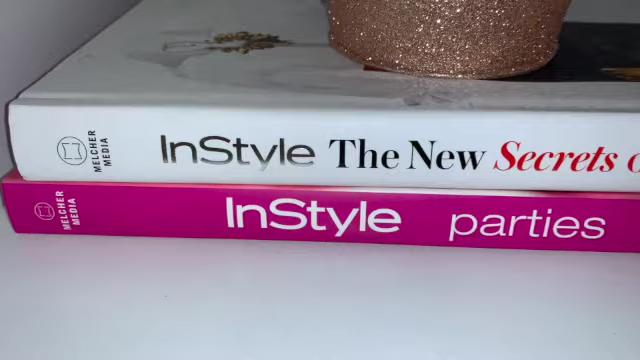 MELCHER
MEDIA
InStyle The New Secrets o
MELCHER
MEDIA
InStyle parties